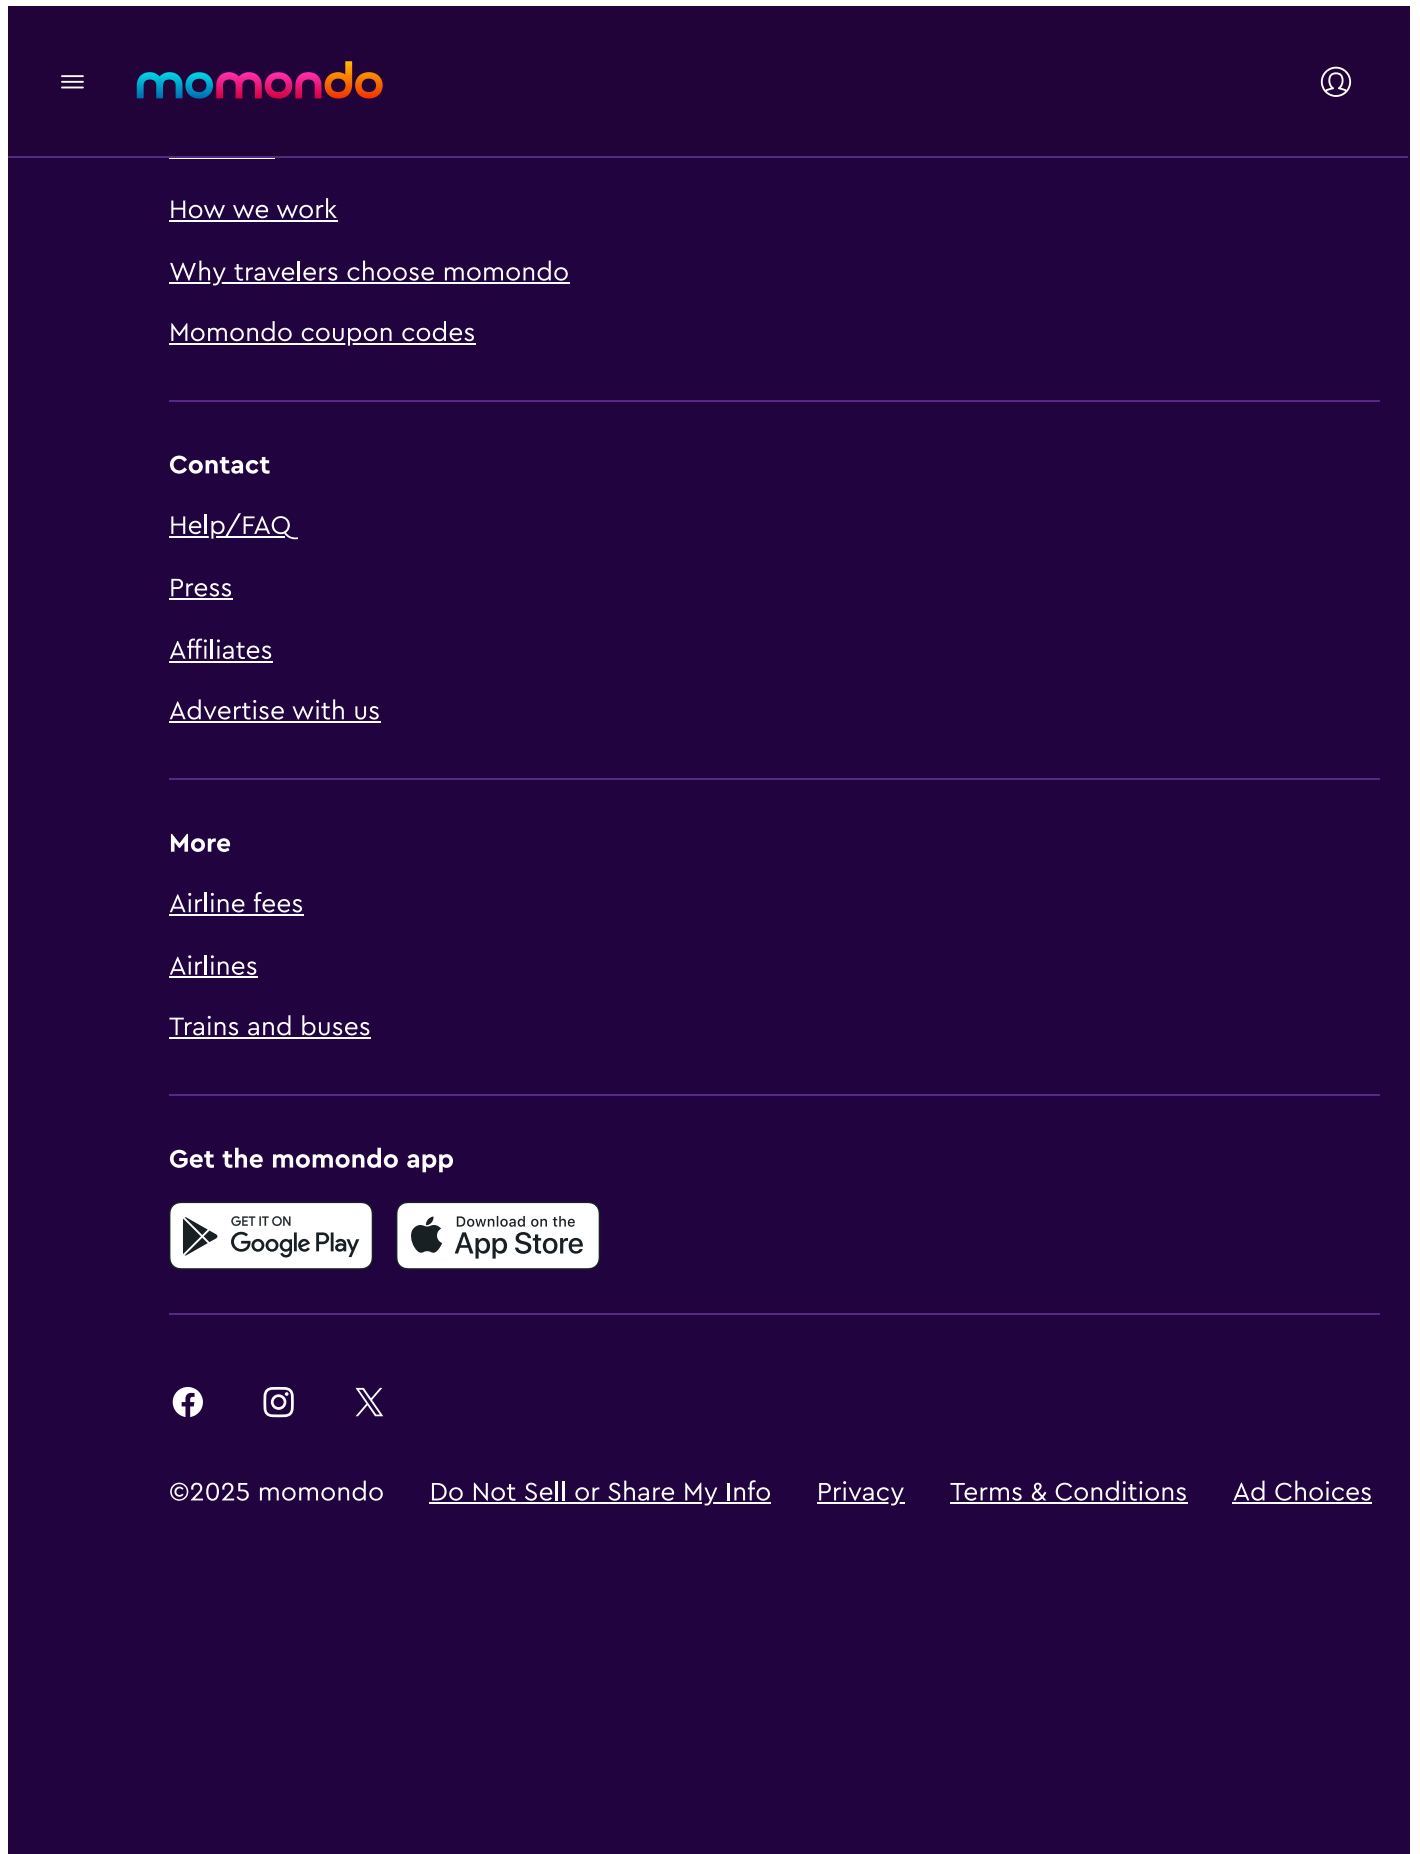 momondo
How we work
Why travelers choose momondo
Momondo coupon codes
Contact
Help/FAQ
Press
Affiliates
Advertise with us
More
Airline fees
Airlines
Trains and buses
Get the momondo app
GET IT ON
Google Play
Download on the
App Store
©2025 momondo Do Not Sell or Share My Info Privacy Terms & Conditions Ad Choices